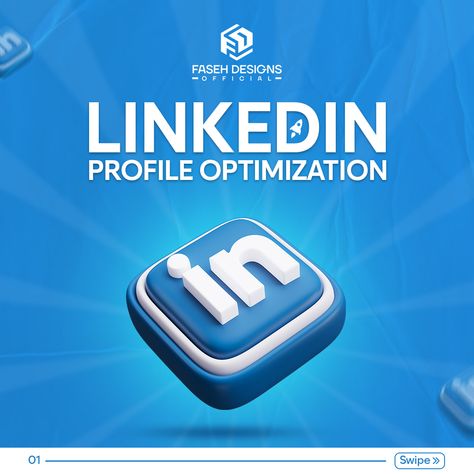 FASEH DESIGNS
OFFICIAL
LINKEDIN
PROFILE OPTIMIZATION
in
01
Swipe »